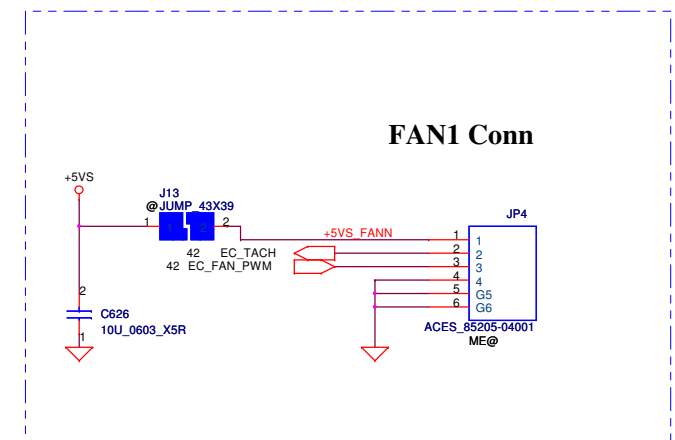 FAN1 Conn
+5VS
J13
@ JUMP_43X39
1 1 2 2
+5VS_FANN
42 EC_TACH
42 EC_FAN_PWM
JP4
1 1
2 2
3 3
4 4
5 G5
6 G6
ACES_85205-04001
ME@
2
C626
10U_0603_X5R
1